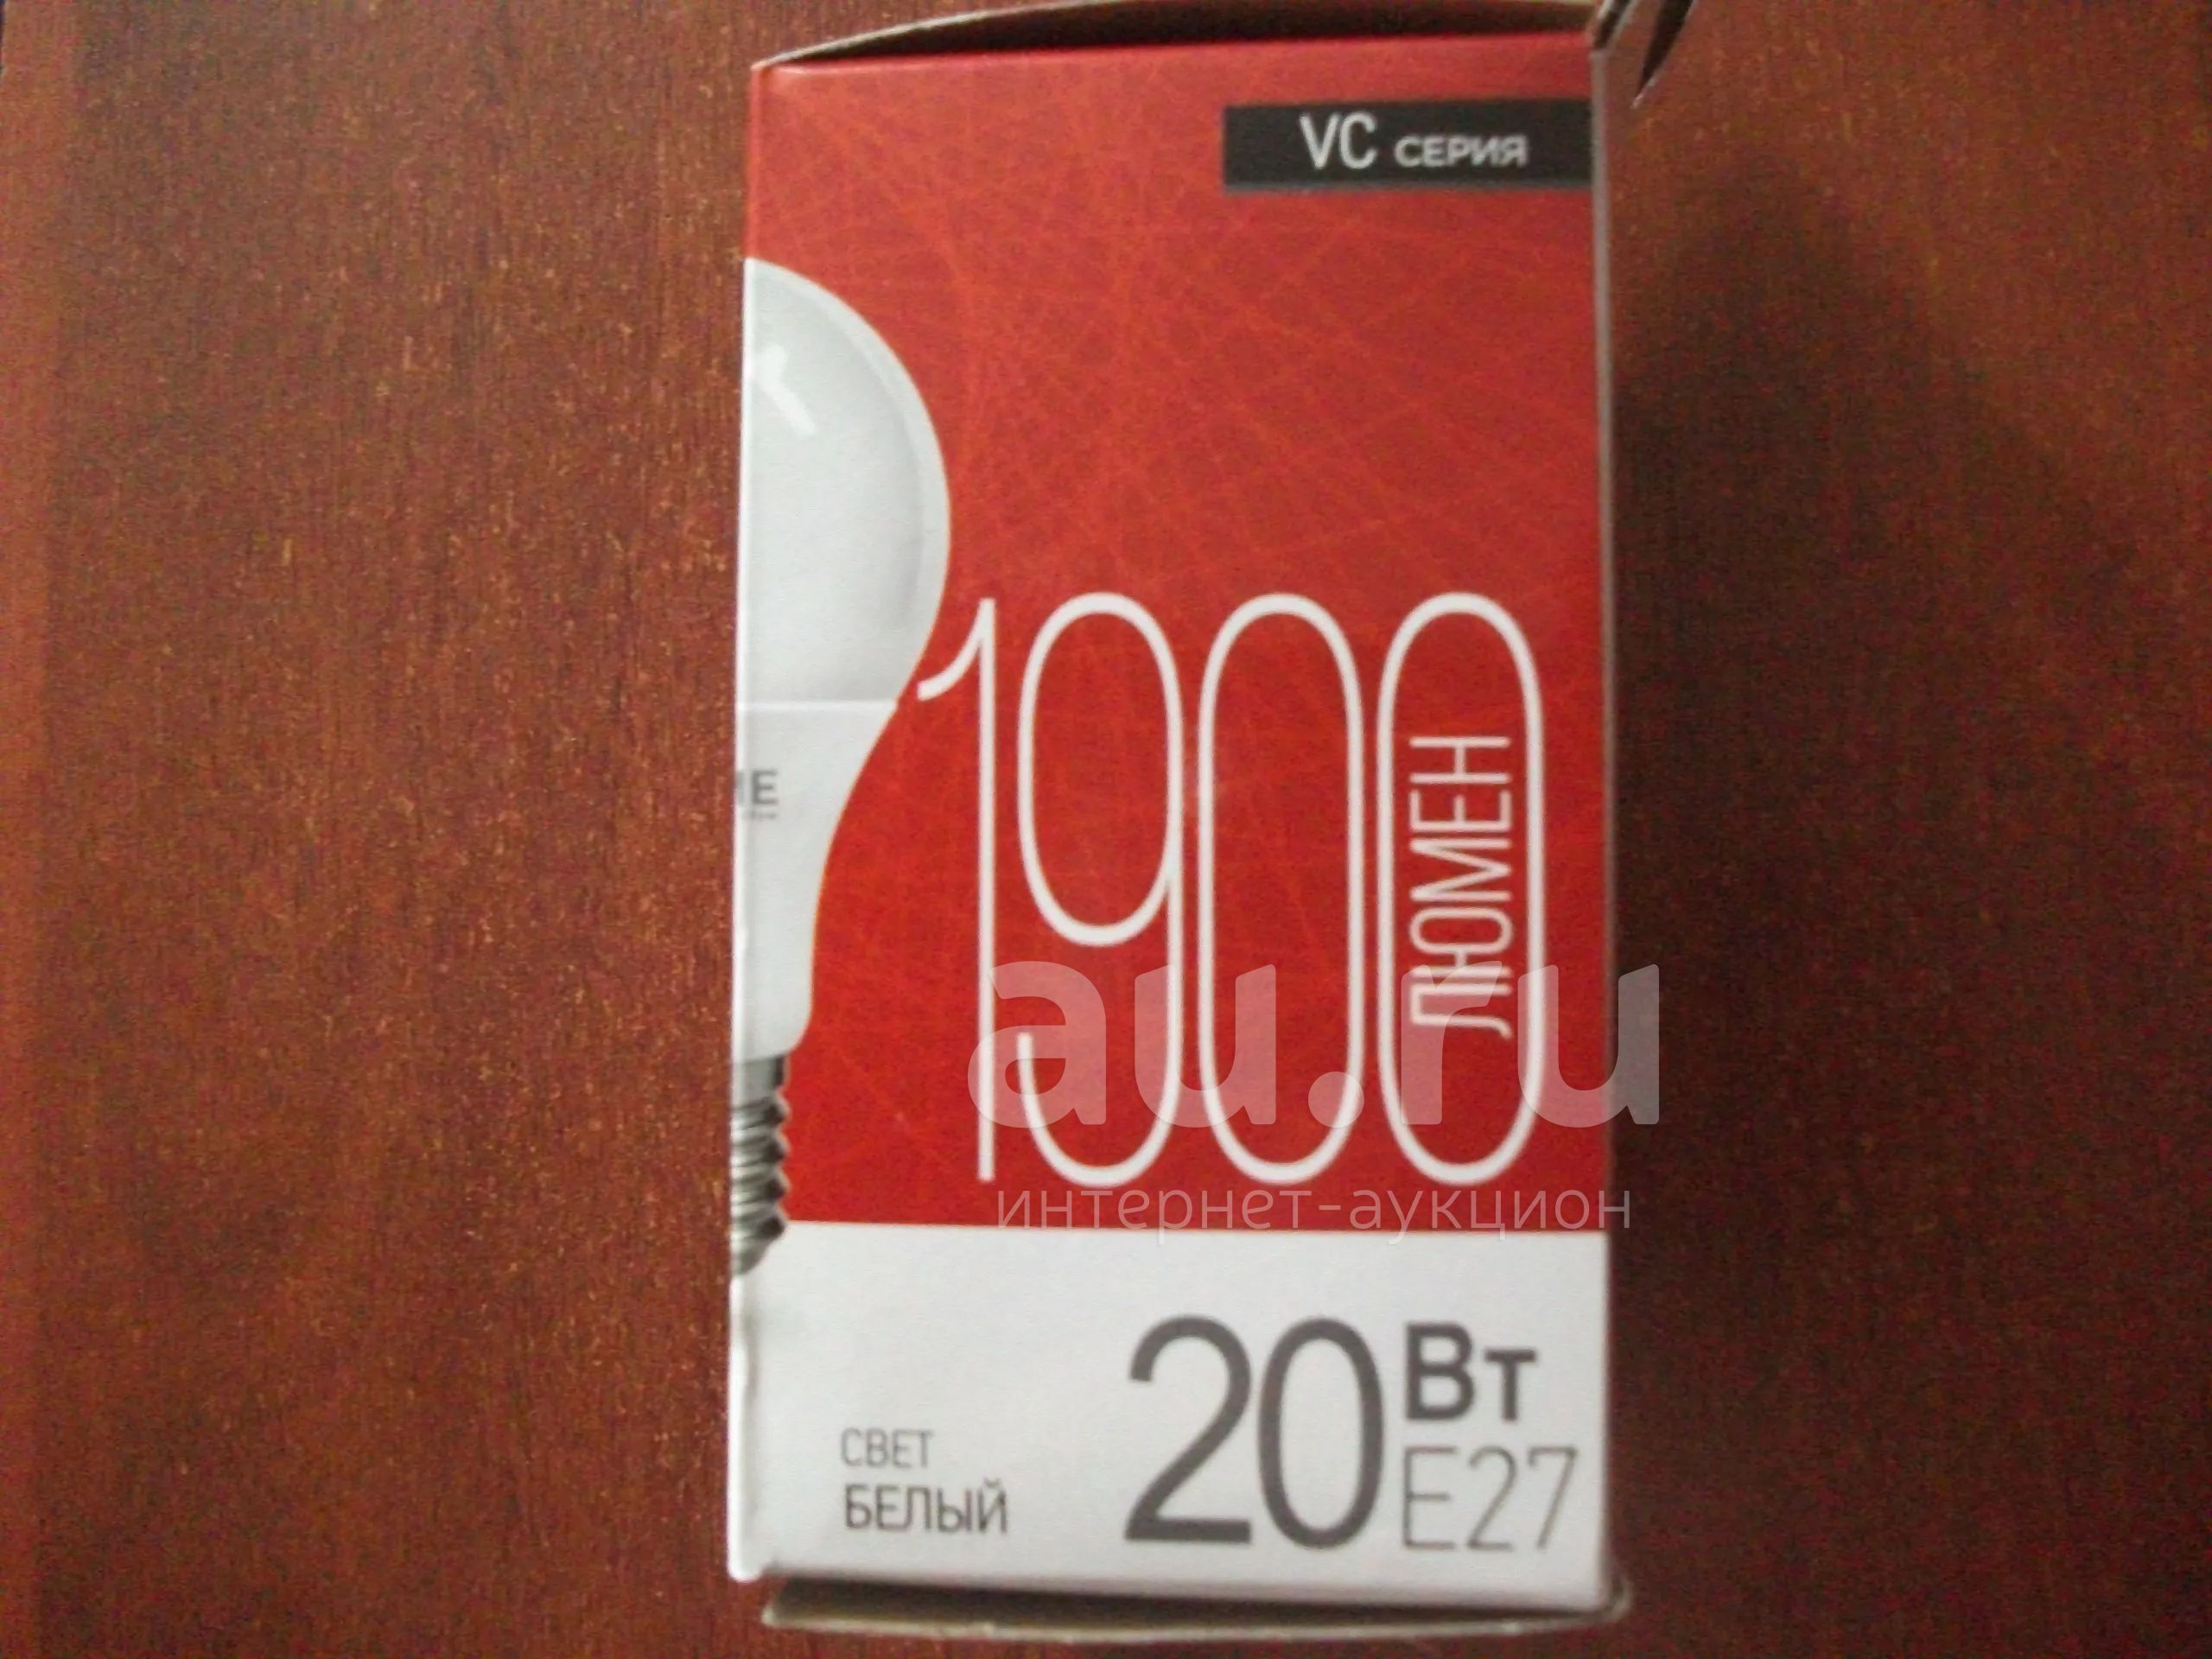 VC СЕРИЯ
1900
ЛЮМЕН
au.ru
интернет-аукцион
20 Вт
E27
СВЕТ
БЕЛЫЙ